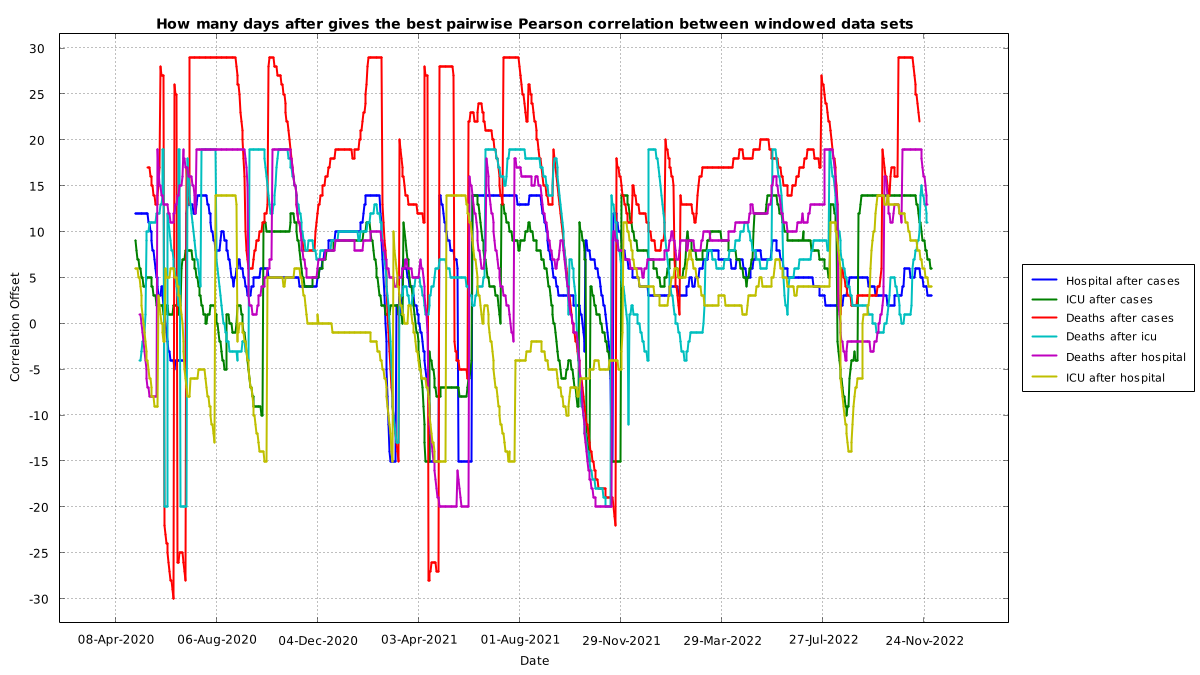 How many days after gives the best pairwise Pearson correlation between windowed data sets
30
25
20
15
10
5
0
-5
-10
-15
-20
-25
-30
Correlation Offset
08-Apr-2020 06-Aug-2020 04-Dec-2020 03-Apr-2021 01-Aug-2021 29-Nov-2021 29-Mar-2022 27-Jul-2022 24-Nov-2022
Date
Hospital after cases
ICU after cases
Deaths after cases
Deaths after icu
Deaths after hospital
ICU after hospital